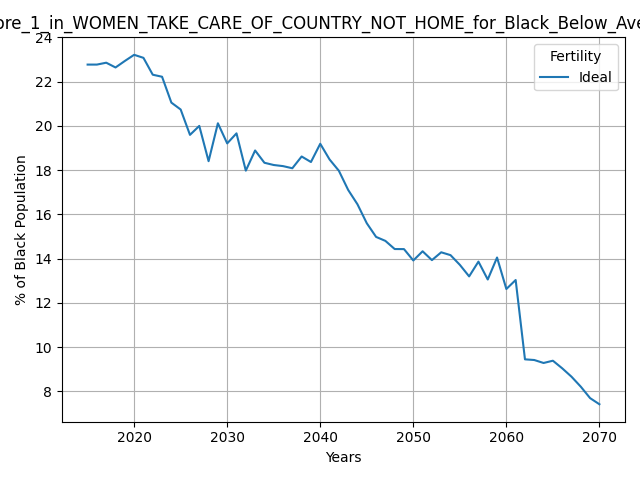 ore_1_in_WOMEN_TAKE_CARE_OF_COUNTRY_NOT_HOME_for_Black_Below_Ave
Fertility
Ideal
% of Black Population
24
22
20
18
16
14
12
10
8
2020 2030 2040 2050 2060 2070
Years